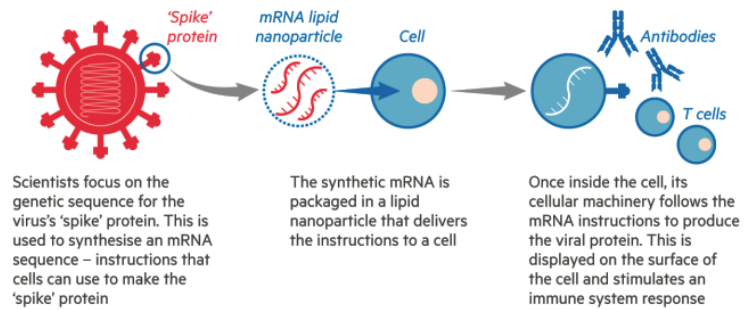 ‘Spike’
protein
mRNA lipid
nanoparticle
Cell
Antibodies
T cells
Scientists focus on the
genetic sequence for the
virus’s ‘spike’ protein. This is
used to synthesise an mRNA
sequence – instructions that
cells can use to make the
‘spike’ protein
The synthetic mRNA is
packaged in a lipid
nanoparticle that delivers
the instructions to a cell
Once inside the cell, its
cellular machinery follows the
mRNA instructions to produce
the viral protein. This is
displayed on the surface of
the cell and stimulates an
immune system response